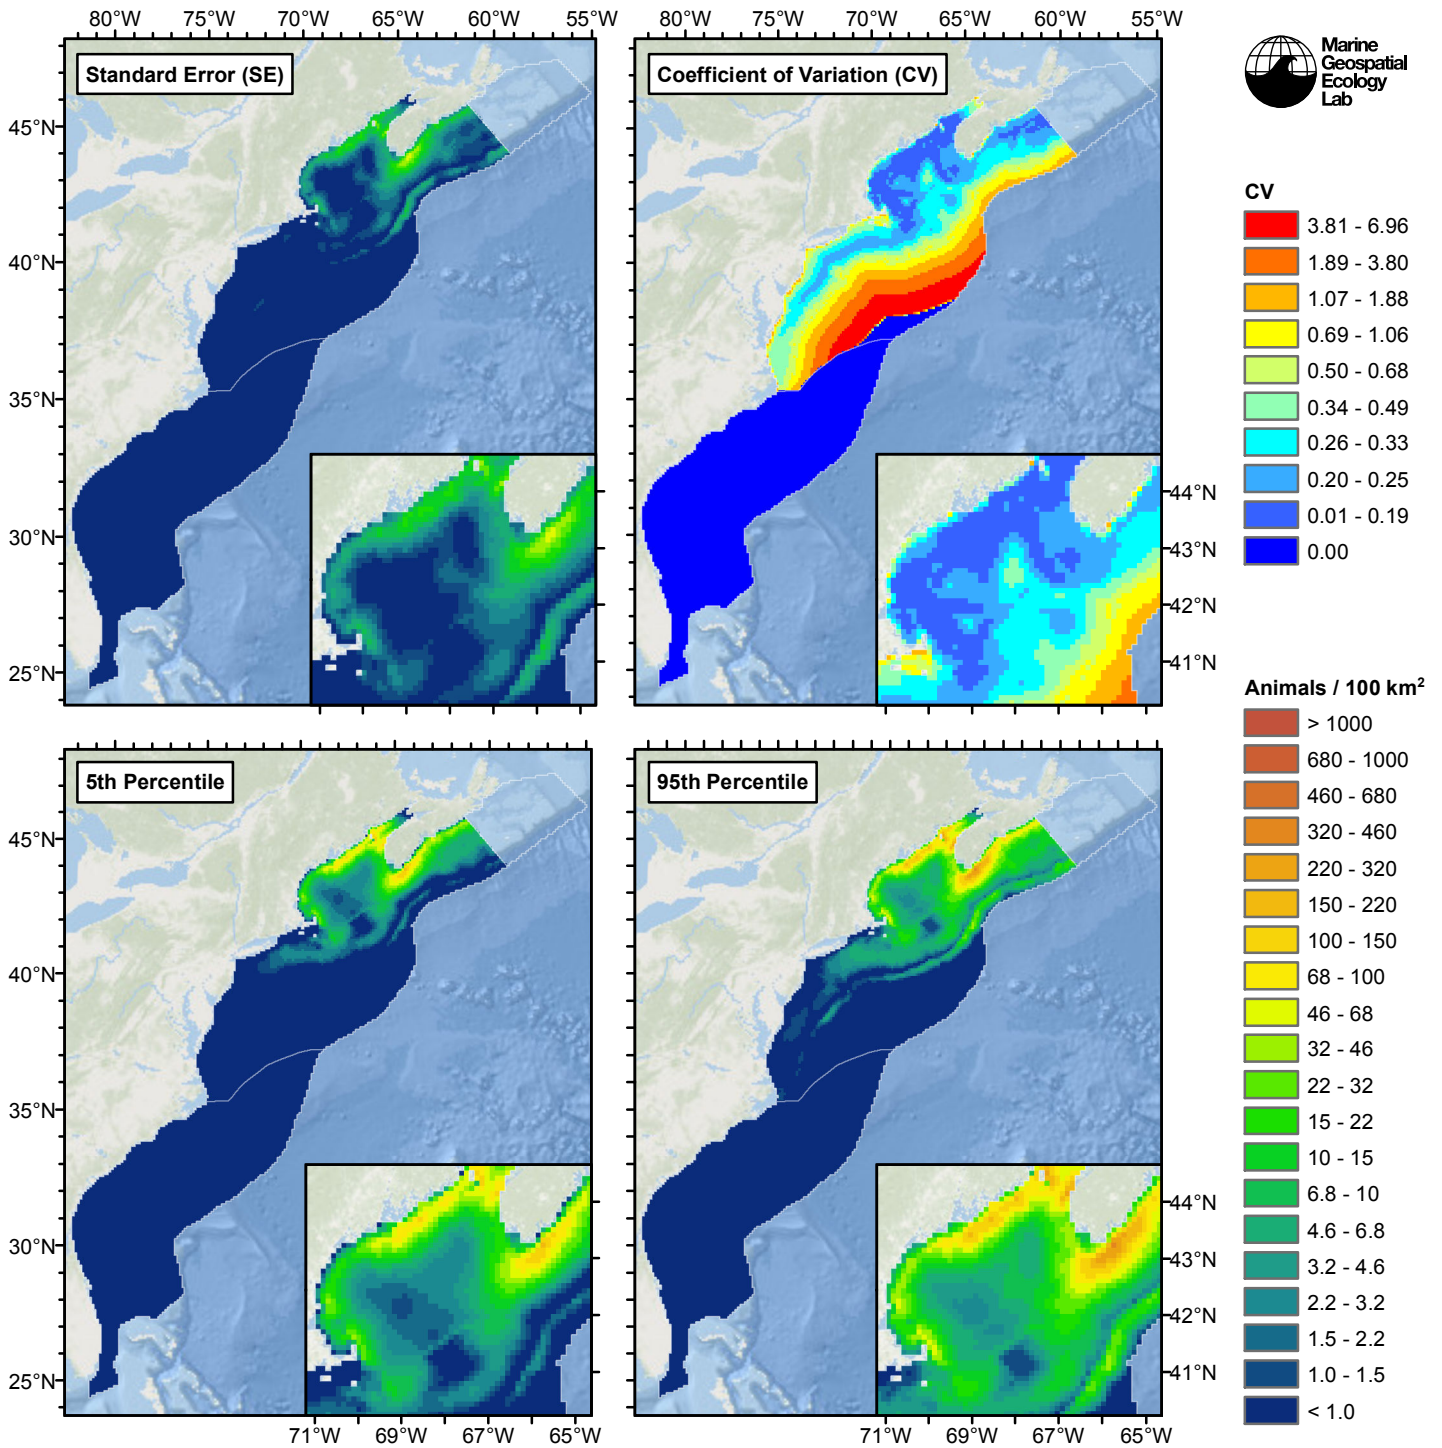 80°W 75°W 70°W 65°W 60°W 55°W
80°W 75°W 70°W 65°W 60°W 55°W
Marine
Geospatial
Ecology
Lab
Standard Error (SE)
Coefficient of Variation (CV)
45°N
40°N
35°N
30°N
25°N
44°N
43°N
42°N
41°N
CV
3.81 - 6.96
1.89 - 3.80
1.07 - 1.88
0.69 - 1.06
0.50 - 0.68
0.34 - 0.49
0.26 - 0.33
0.20 - 0.25
0.01 - 0.19
0.00
5th Percentile
95th Percentile
45°N
40°N
35°N
30°N
25°N
44°N
43°N
42°N
41°N
71°W 69°W 67°W 65°W
71°W 69°W 67°W 65°W
Animals / 100 km²
> 1000
680 - 1000
460 - 680
320 - 460
220 - 320
150 - 220
100 - 150
68 - 100
46 - 68
32 - 46
22 - 32
15 - 22
10 - 15
6.8 - 10
4.6 - 6.8
3.2 - 4.6
2.2 - 3.2
1.5 - 2.2
1.0 - 1.5
< 1.0